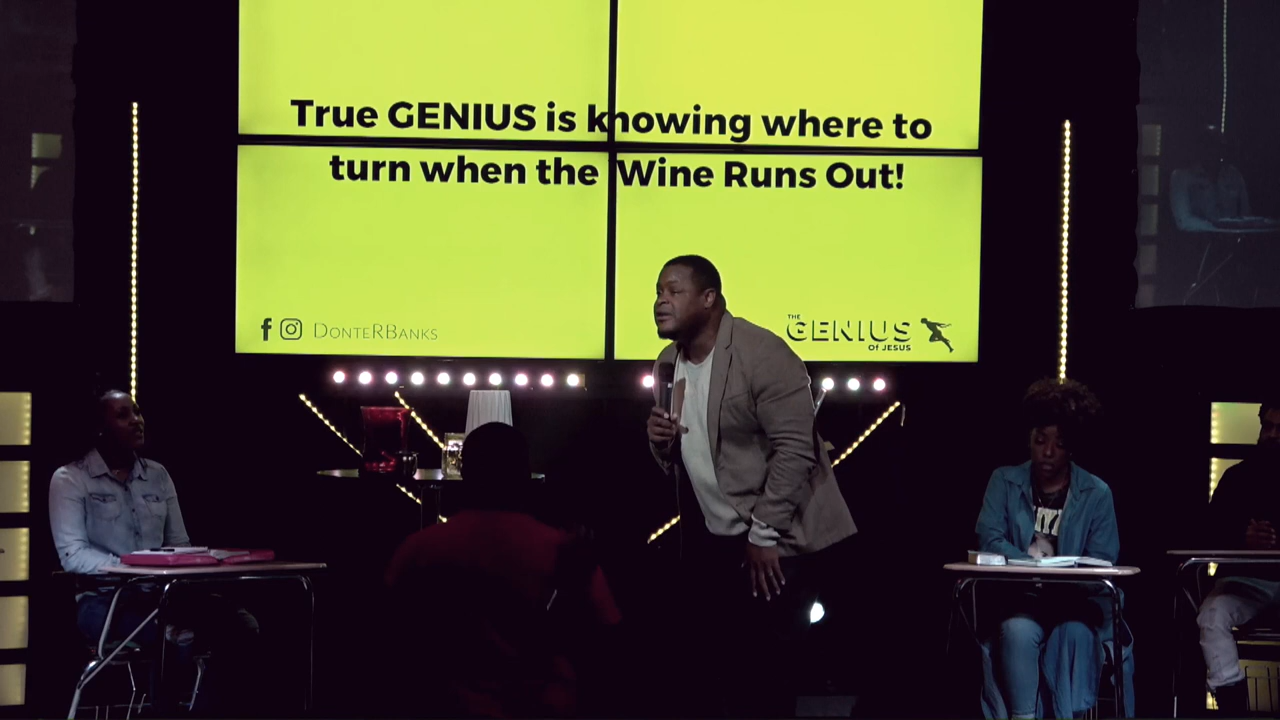 True GENIUS is knowing where to
turn when the Wine Runs Out!
DONTERBANKS
THE
GENIUS
OF JESUS